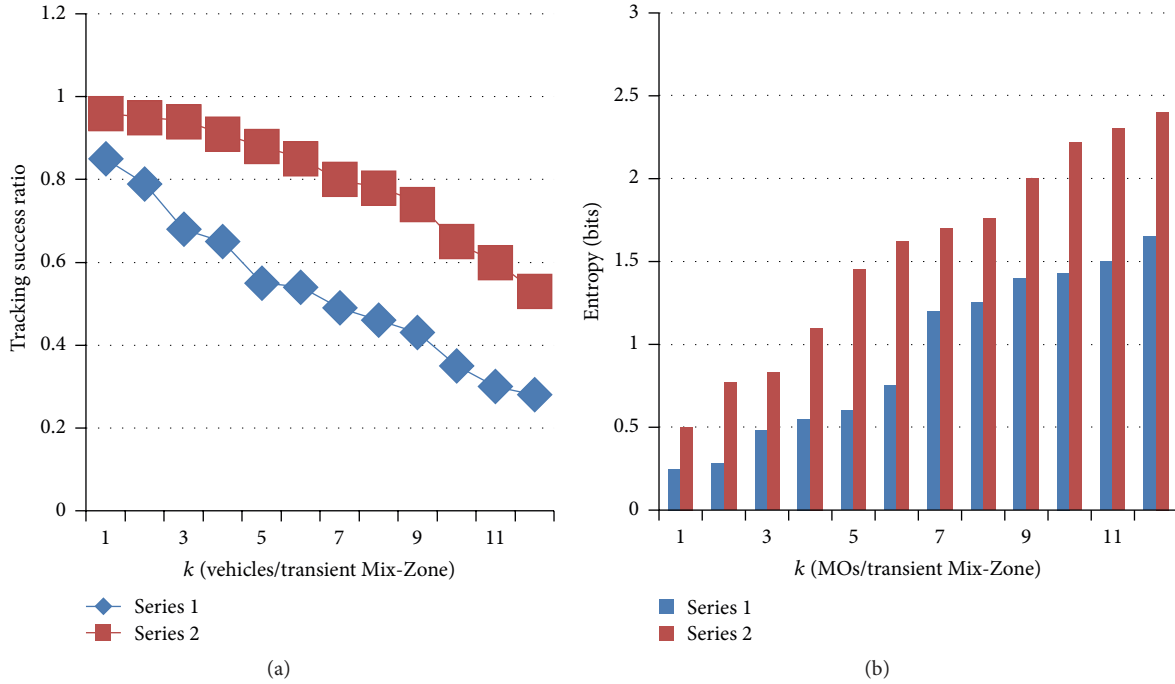 1.2
1
0.8
0.6
0.4
0.2
0
Tracking success ratio
1 3 5 7 9 11
k (vehicles/transient Mix-Zone)
Series 1
Series 2
(a)
3
2.5
2
1.5
1
0.5
0
Entropy (bits)
1 3 5 7 9 11
k (MOs/transient Mix-Zone)
Series 1
Series 2
(b)